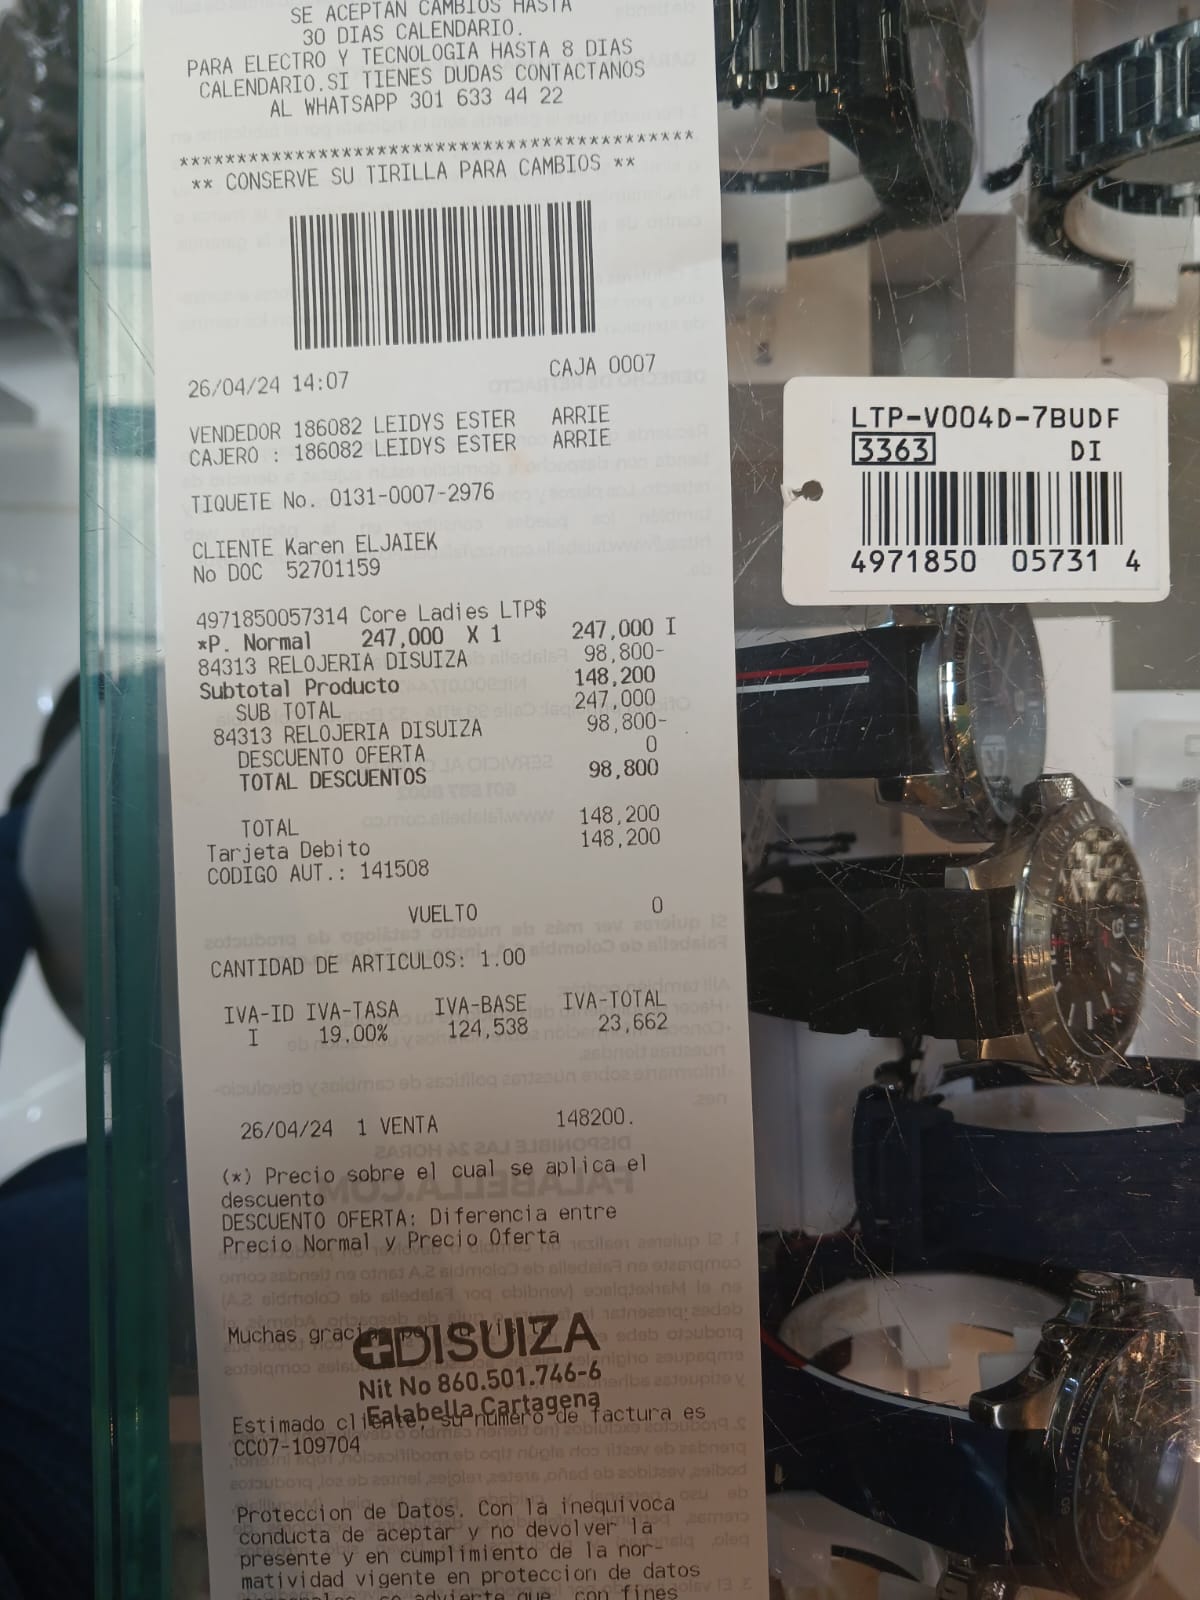 SE ACEPTAN CAMBIOS HASTA
30 DIAS CALENDARIO.
PARA ELECTRO Y TECNOLOGIA HASTA 8 DIAS
CALENDARIO.SI TIENES DUDAS CONTACTANOS
AL WHATSAPP 301 633 44 22
*******************************************
** CONSERVE SU TIRILLA PARA CAMBIOS **
26/04/24 14:07 CAJA 0007
VENDEDOR 186082 LEIDYS ESTER ARRIE
CAJERO : 186082 LEIDYS ESTER ARRIE
TIQUETE No. 0131-0007-2976
CLIENTE Karen ELJAIEK
No DOC 52701159
4971850057314 Core Ladies LTP$
*P. Normal 247,000 X 1 247,000 I
84313 RELOJERIA DISUIZA 98,800-
Subtotal Producto 148,200
SUB TOTAL 247,000
84313 RELOJERIA DISUIZA 98,800-
DESCUENTO OFERTA 0
TOTAL DESCUENTOS 98,800
TOTAL 148,200
Tarjeta Debito 148,200
CODIGO AUT.: 141508
VUELTO 0
CANTIDAD DE ARTICULOS: 1.00
IVA-ID IVA-TASA IVA-BASE IVA-TOTAL
I 19.00% 124,538 23,662
26/04/24 1 VENTA 148200.
(*) Precio sobre el cual se aplica el
descuento
DESCUENTO OFERTA: Diferencia entre
Precio Normal y Precio Oferta
Muchas gracias
DISUIZA
Nit No 860.501.746-6
Falabella Cartagena
Estimado cliente, su numero de factura es
CC07-109704
Proteccion de Datos. Con la inequivoca
conducta de aceptar y no devolver la
presente y en cumplimiento de la nor
matividad vigente en proteccion de datos
se advierte que, con fines
LTP-V004D-7BUDF
3363 DI
4971850 05731 4